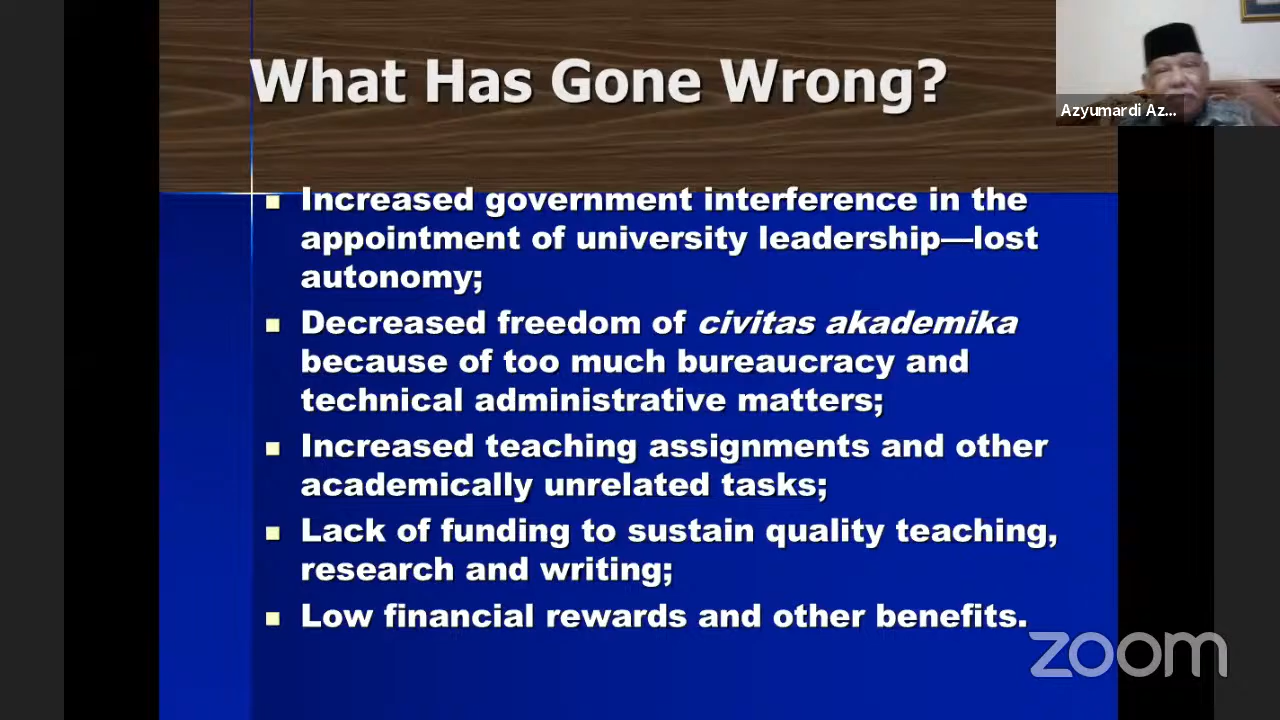 What Has Gone Wrong?
Azyumardi Az...
Increased government interference in the
appointment of university leadership—lost
autonomy;
Decreased freedom of civitas akademika
because of too much bureaucracy and
technical administrative matters;
Increased teaching assignments and other
academically unrelated tasks;
Lack of funding to sustain quality teaching,
research and writing;
Low financial rewards and other benefits.
zoom